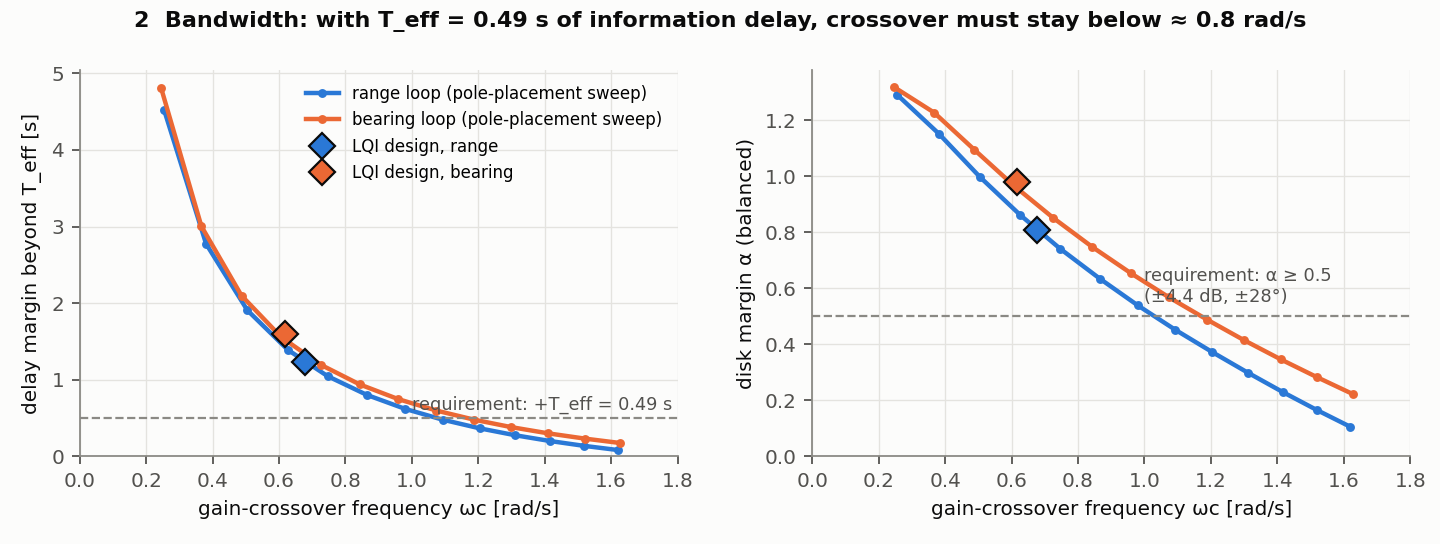 2 Bandwidth: with T_eff = 0.49 s of information delay, crossover must stay below ≈ 0.8 rad/s
delay margin beyond T_eff [s]
5
4
3
2
1
0
range loop (pole-placement sweep)
bearing loop (pole-placement sweep)
LQI design, range
LQI design, bearing
requirement: +T_eff = 0.49 s
0.0 0.2 0.4 0.6 0.8 1.0 1.2 1.4 1.6 1.8
gain-crossover frequency ωc [rad/s]
disk margin α (balanced)
1.2
1.0
0.8
0.6
0.4
0.2
0.0
requirement: α ≥ 0.5
(±4.4 dB, ±28°)
0.0 0.2 0.4 0.6 0.8 1.0 1.2 1.4 1.6 1.8
gain-crossover frequency ωc [rad/s]